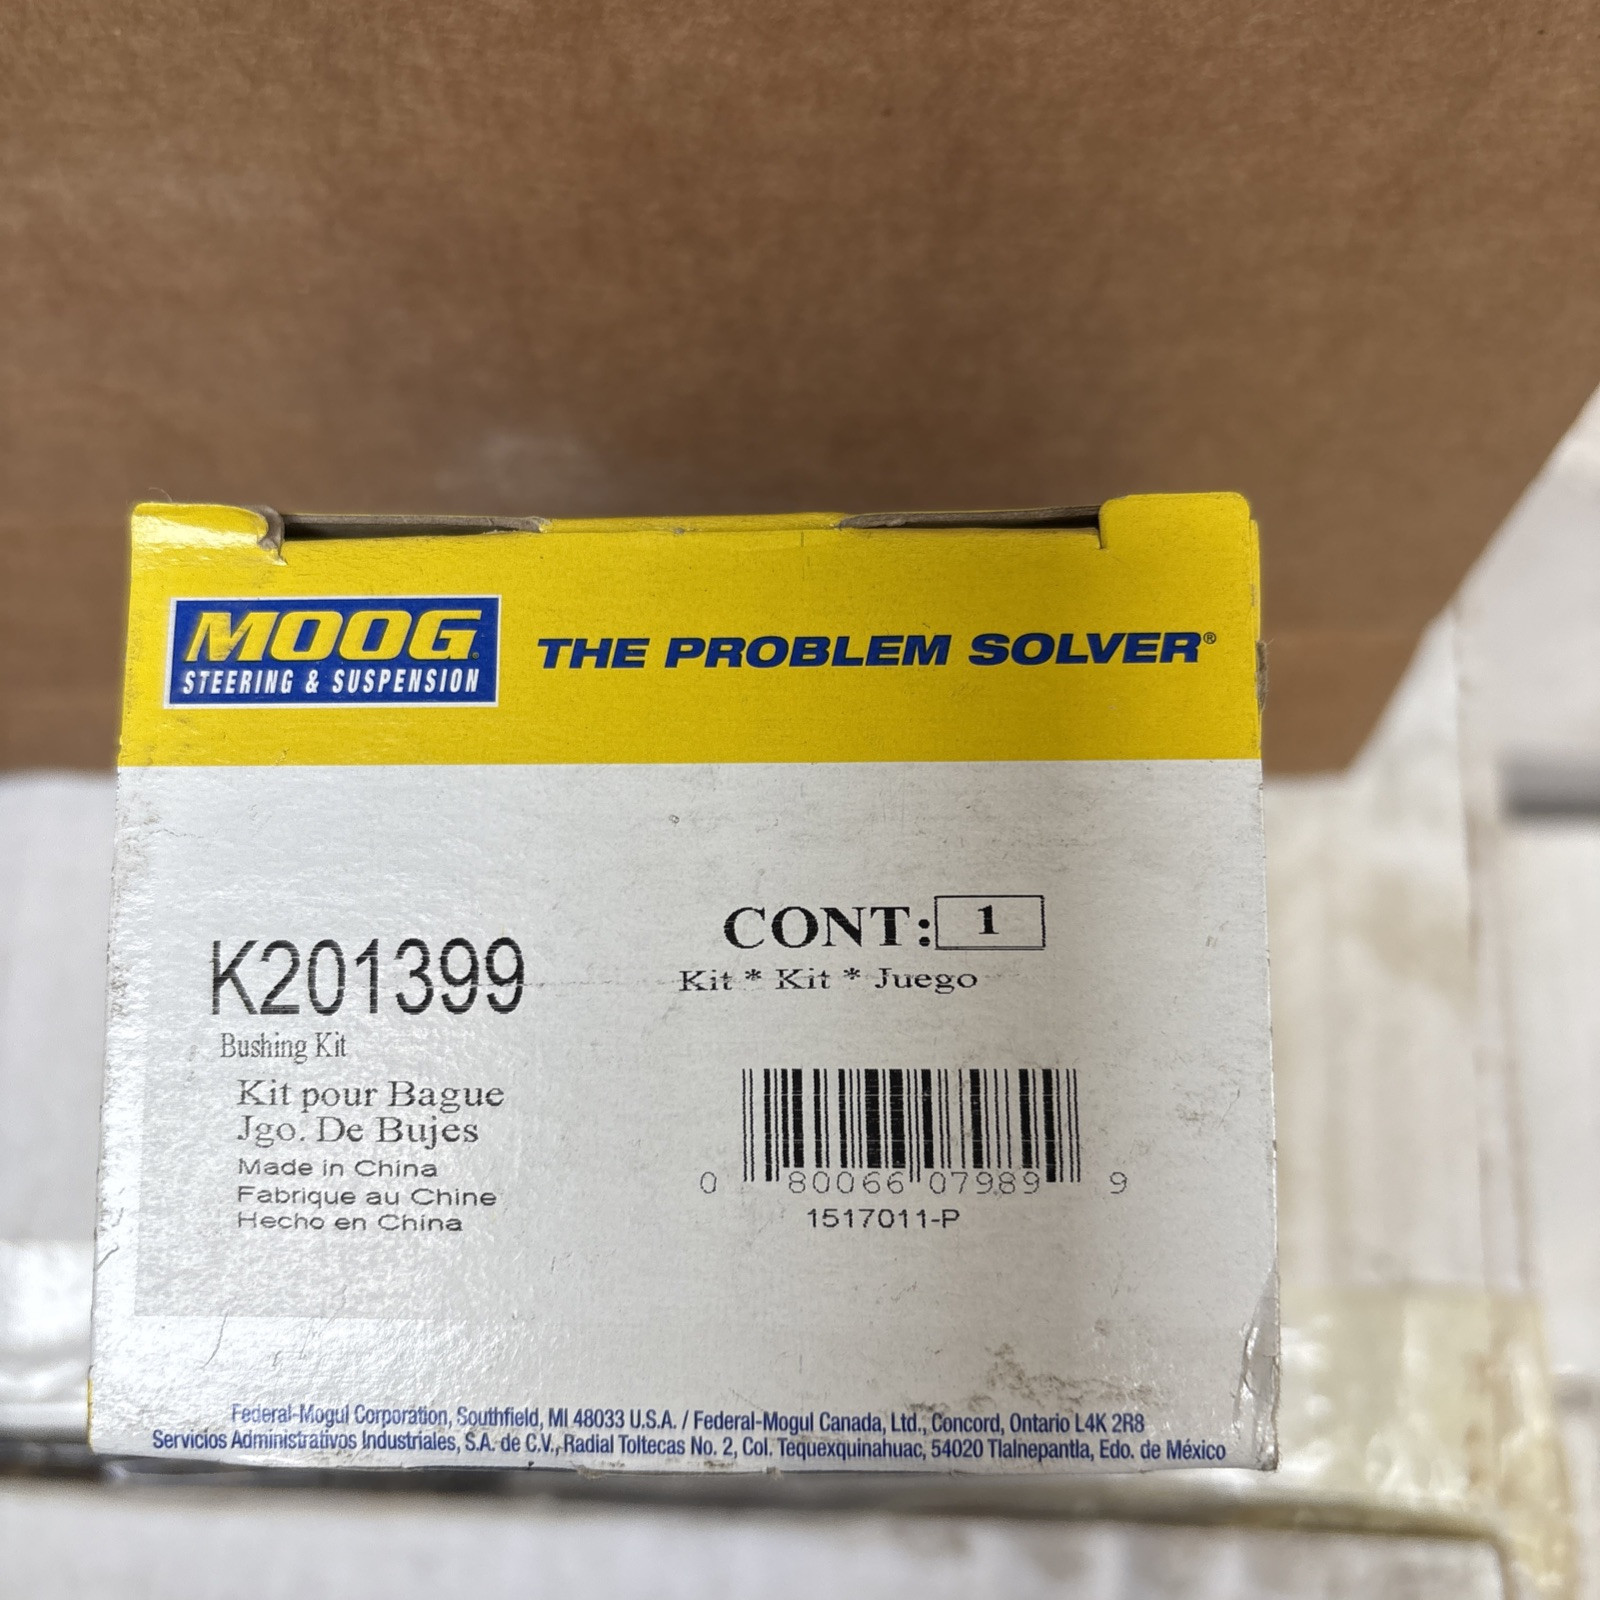 MOOG
STEERING & SUSPENSION
THE PROBLEM SOLVER®
K201399
Bushing Kit
Kit pour Bague
Jgo. De Bujes
Made in China
Fabrique au Chine
Hecho en China
CONT: 1
Kit * Kit * Juego
0 80066 07989 9
1517011-P
Federal-Mogul Corporation, Southfield, MI 48033 U.S.A. / Federal-Mogul Canada, Ltd., Concord, Ontario L4K 2R8
Servicios Administrativos Industriales, S.A. de C.V., Radial Toltecas No. 2, Col. Tequexquinahuac, 54020 Tlalnepantla, Edo. de México